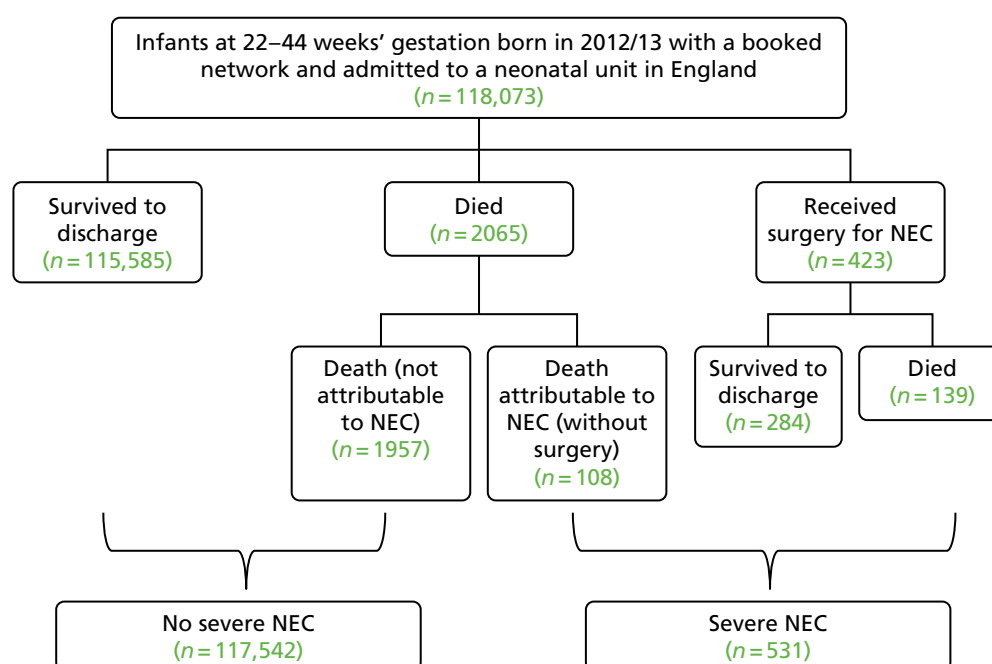 Infants at 22–44 weeks’ gestation born in 2012/13 with a booked
network and admitted to a neonatal unit in England
(n = 118,073)
Survived to
discharge
(n = 115,585)
Died
(n = 2065)
Received
surgery for NEC
(n = 423)
Death (not
attributable
to NEC)
(n = 1957)
Death
attributable to
NEC (without
surgery)
(n = 108)
Survived to
discharge
(n = 284)
Died
(n = 139)
No severe NEC
(n = 117,542)
Severe NEC
(n = 531)